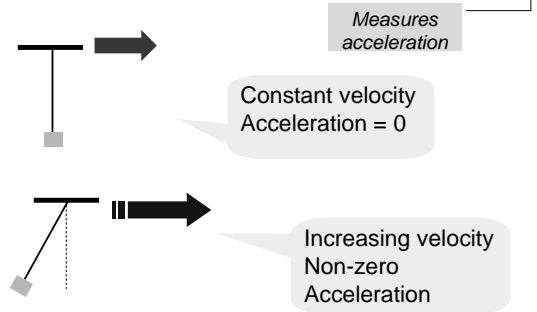 Measures
acceleration
Constant velocity
Acceleration = 0
Increasing velocity
Non-zero
Acceleration